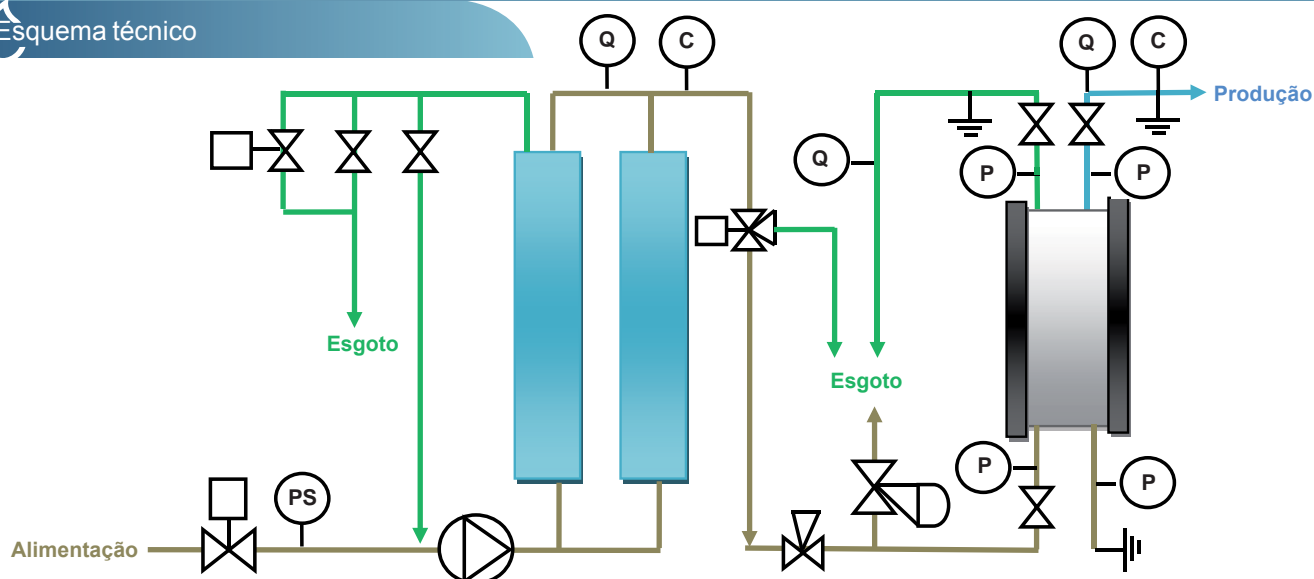 Esquema técnico
Q
C
Q
C
Produção
Q
P
P
Esgoto
Esgoto
P
P
PS
Alimentação